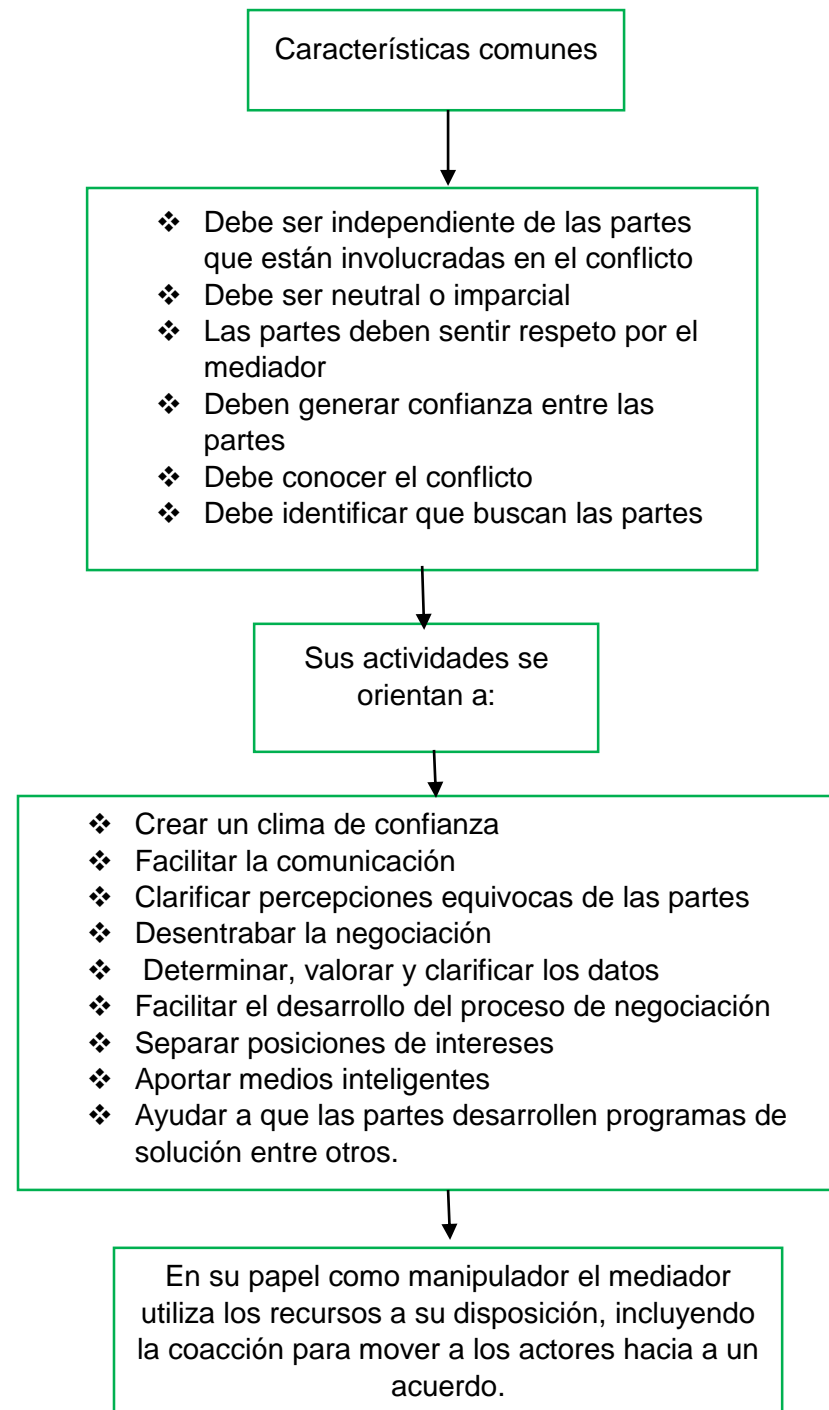 Características comunes
❖ Debe ser independiente de las partes
que están involucradas en el conflicto
❖ Debe ser neutral o imparcial
❖ Las partes deben sentir respeto por el
mediador
❖ Deben generar confianza entre las
partes
❖ Debe conocer el conflicto
❖ Debe identificar que buscan las partes
Sus actividades se
orientan a:
❖ Crear un clima de confianza
❖ Facilitar la comunicación
❖ Clarificar percepciones equivocas de las partes
❖ Desentrabar la negociación
❖ Determinar, valorar y clarificar los datos
❖ Facilitar el desarrollo del proceso de negociación
❖ Separar posiciones de intereses
❖ Aportar medios inteligentes
❖ Ayudar a que las partes desarrollen programas de
solución entre otros.
En su papel como manipulador el mediador
utiliza los recursos a su disposición, incluyendo
la coacción para mover a los actores hacia a un
acuerdo.